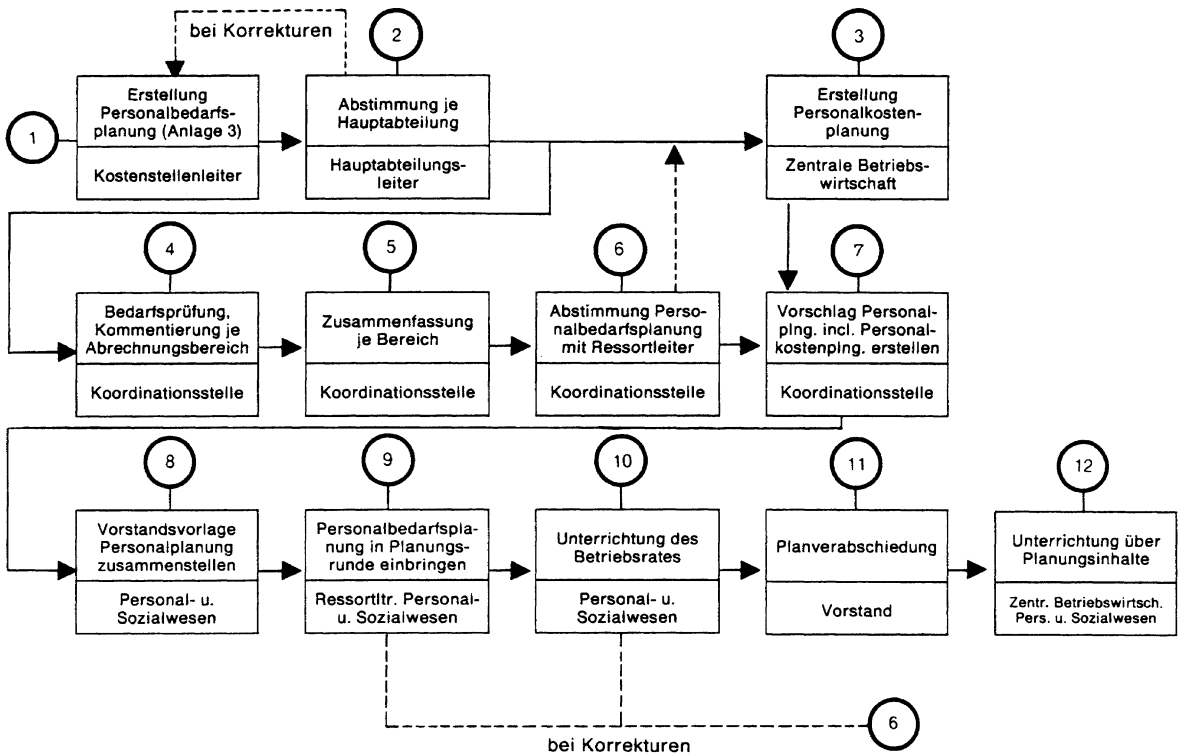 bei Korrekturen
1
2
3
Erstellung
Personalbedarfs-
planung (Anlage 3)
Kostenstellenleiter
Abstimmung je
Hauptabteilung
Hauptabteilungs-
leiter
Erstellung
Personalkosten-
planung
Zentrale Betriebs-
wirtschaft
4
5
6
7
Bedarfsprüfung,
Kommentierung je
Abrechnungsbereich
Koordinationsstelle
Zusammenfassung
je Bereich
Koordinationsstelle
Abstimmung Perso-
nalbedarfsplanung
mit Ressortleiter
Koordinationsstelle
Vorschlag Personal-
plng. incl. Personal-
kostenplng. erstellen
Koordinationsstelle
8
9
10
11
12
Vorstandsvorlage
Personalplanung
zusammenstellen
Personal- u.
Sozialwesen
Personalbedarfspla-
nung in Planungs-
runde einbringen
Ressortltr. Personal-
u. Sozialwesen
Unterrichtung des
Betriebsrates
Personal- u.
Sozialwesen
Planverabschiedung
Vorstand
Unterrichtung über
Planungsinhalte
Zentr. Betriebswirtsch.
Pers. u. Sozialwesen
6
bei Korrekturen